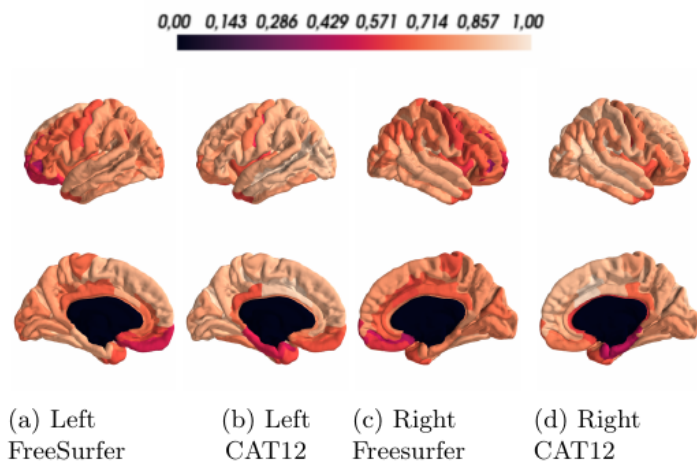 0,00 0,143 0,286 0,429 0,571 0,714 0,857 1,00
(a) Left
FreeSurfer
(b) Left
CAT12
(c) Right
Freesurfer
(d) Right
CAT12